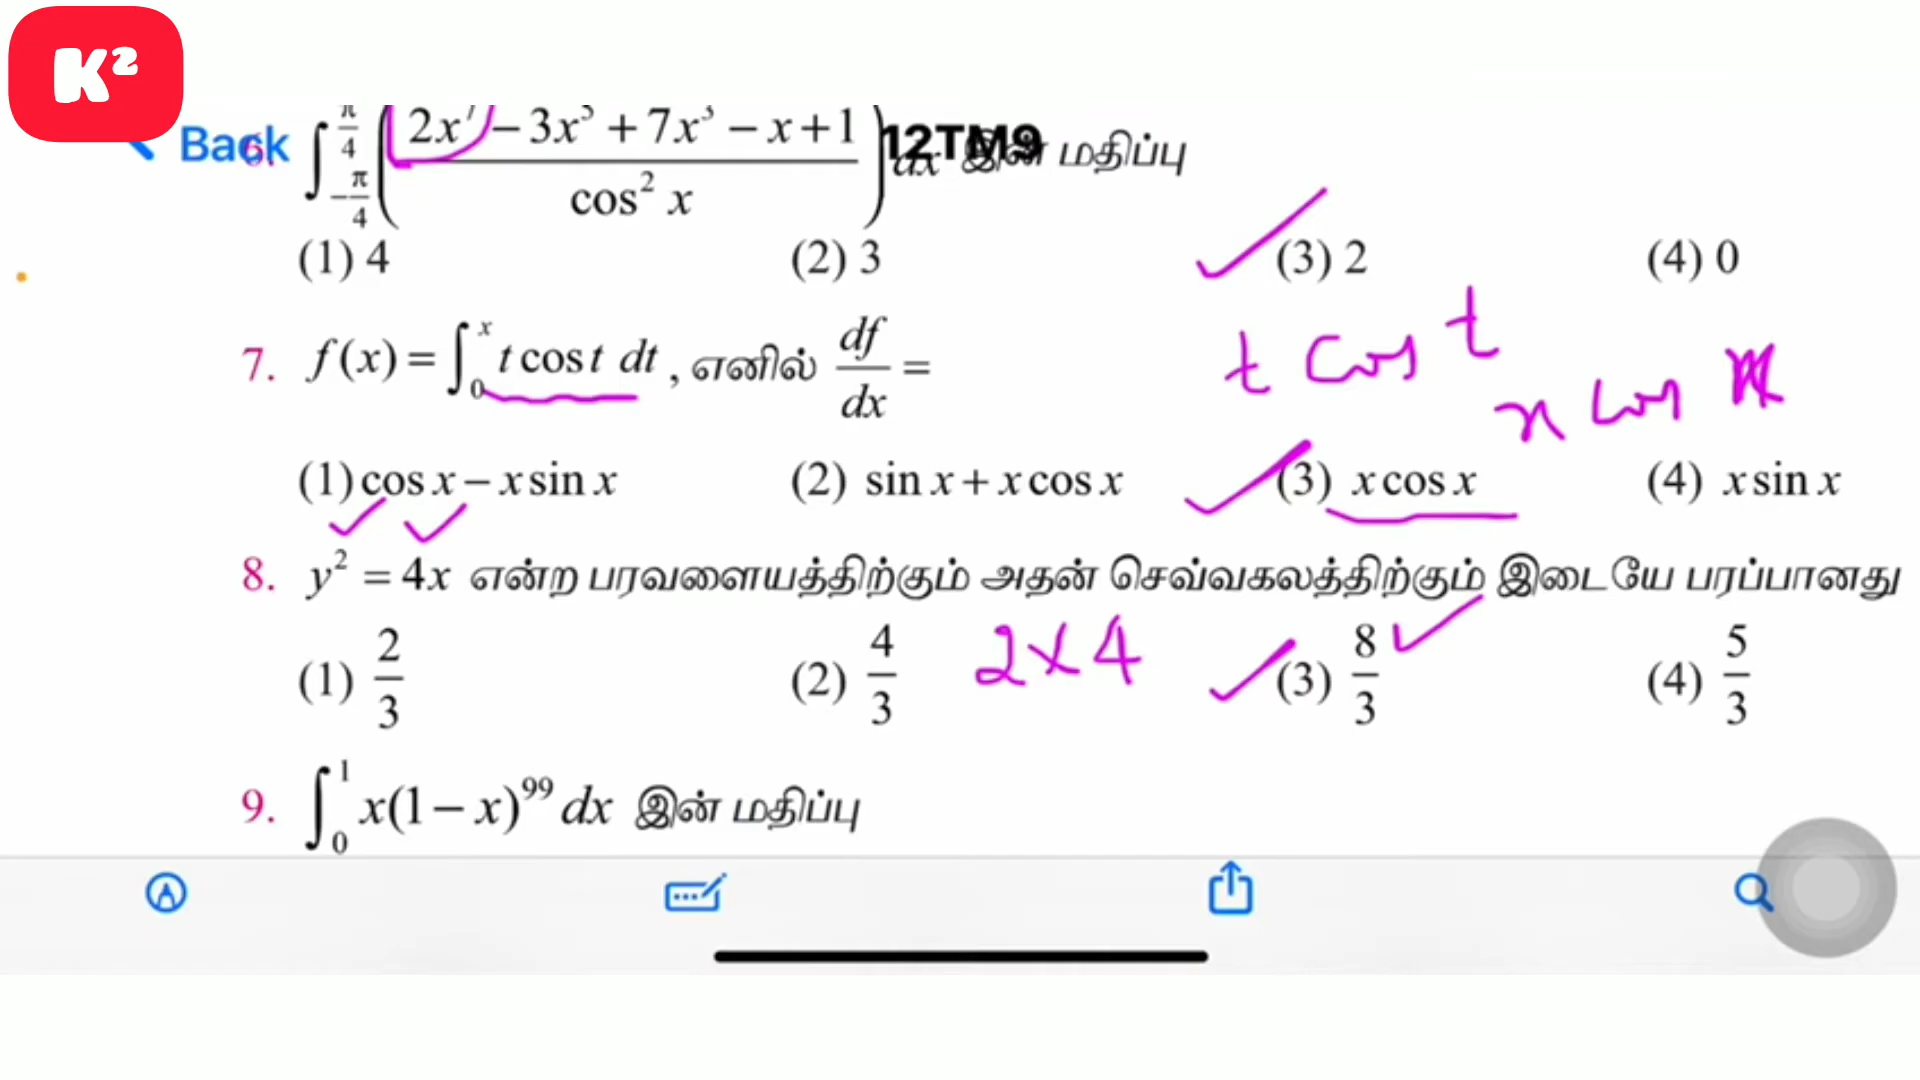 K²
Back 12TM9
6. ∫_{-π/4}^{π/4} ( (2x⁷ − 3x⁵ + 7x³ − x + 1) / cos² x ) dx இன் மதிப்பு
(1) 4 (2) 3 (3) 2 (4) 0
7. f(x) = ∫₀ˣ t cos t dt , எனில் df/dx =
t cos t
x cos x
(1) cos x − x sin x (2) sin x + x cos x (3) x cos x (4) x sin x
8. y² = 4x என்ற பரவளையத்திற்கும் அதன் செவ்வகலத்திற்கும் இடையே பரப்பானது
(1) 2/3 (2) 4/3 2×4 (3) 8/3 (4) 5/3
9. ∫₀¹ x(1 − x)⁹⁹ dx இன் மதிப்பு